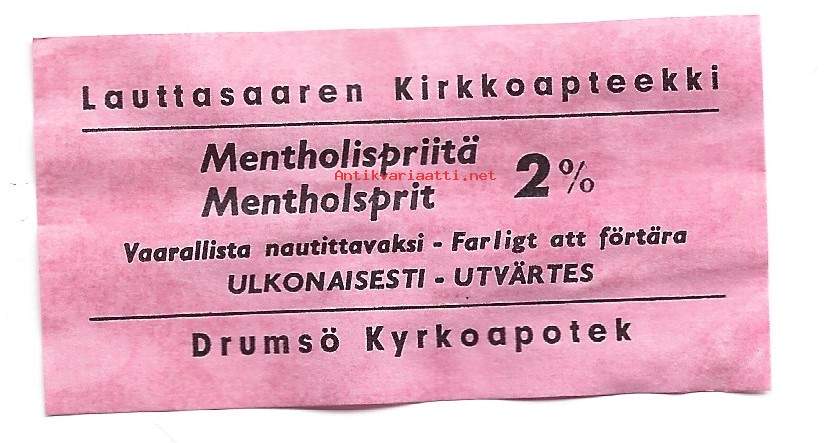 Lauttasaaren Kirkkoapteekki
Mentholispriitä
Antikvariaatti.net
Mentholsprit
2%
Vaarallista nautittavaksi - Farligt att förtära
ULKONAISESTI - UTVÄRTES
Drumsö Kyrkoapotek